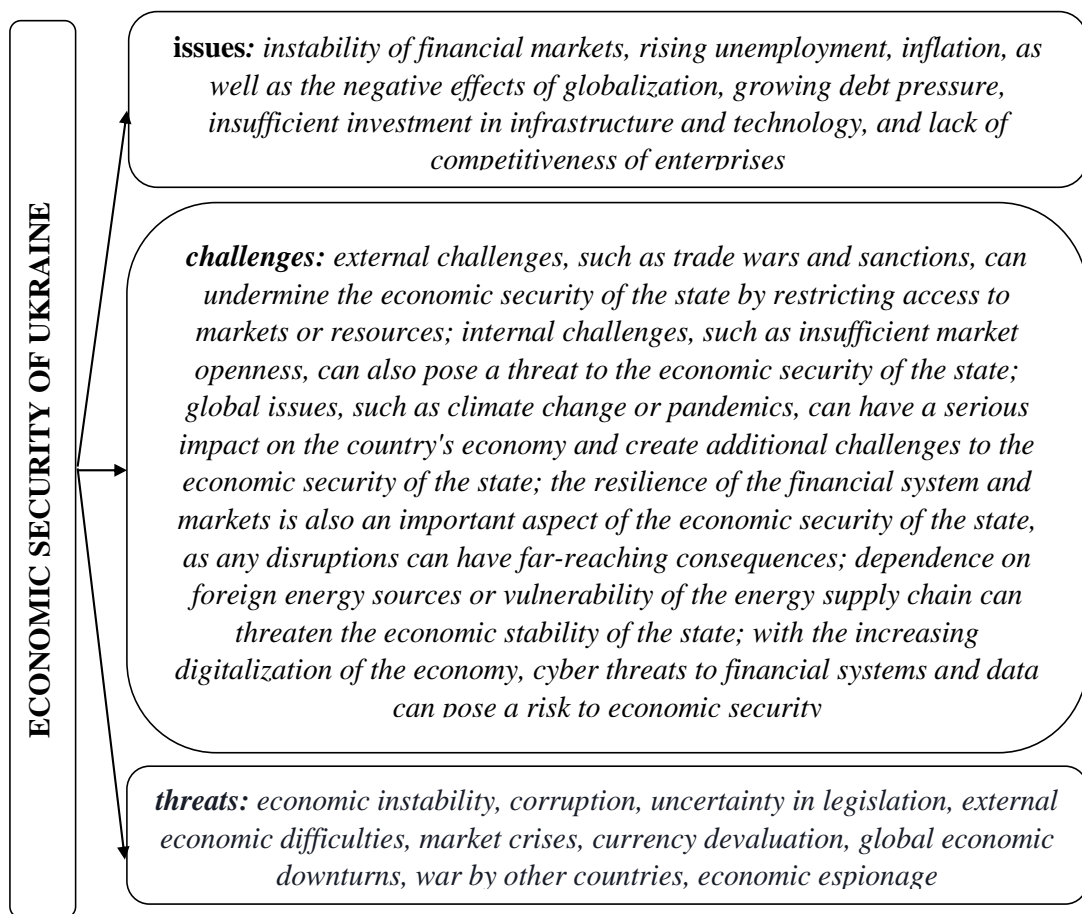 ECONOMIC SECURITY OF UKRAINE
issues: instability of financial markets, rising unemployment, inflation, as
well as the negative effects of globalization, growing debt pressure,
insufficient investment in infrastructure and technology, and lack of
competitiveness of enterprises
challenges: external challenges, such as trade wars and sanctions, can
undermine the economic security of the state by restricting access to
markets or resources; internal challenges, such as insufficient market
openness, can also pose a threat to the economic security of the state;
global issues, such as climate change or pandemics, can have a serious
impact on the country's economy and create additional challenges to the
economic security of the state; the resilience of the financial system and
markets is also an important aspect of the economic security of the state,
as any disruptions can have far-reaching consequences; dependence on
foreign energy sources or vulnerability of the energy supply chain can
threaten the economic stability of the state; with the increasing
digitalization of the economy, cyber threats to financial systems and data
can pose a risk to economic security
threats: economic instability, corruption, uncertainty in legislation, external
economic difficulties, market crises, currency devaluation, global economic
downturns, war by other countries, economic espionage